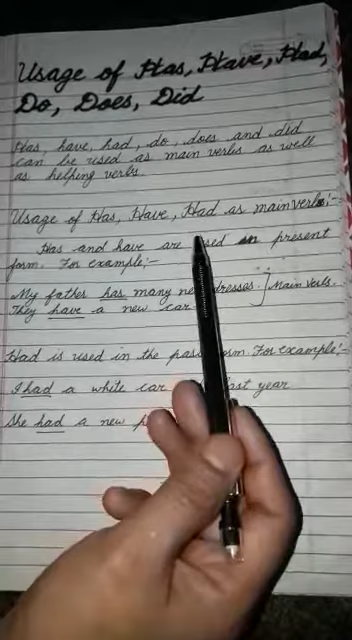 Usage of Has, Have, Had,
Do, Does, Did
Has, have, had, do, does and did
can be used as main verbs as well
as helping verbs.
Usage of Has, Have, Had as main verbs:-
Has and have are used in present
form. For example:-
My father has many new dresses. ] Main Verbs.
They have a new car
Had is used in the past form. For example:-
I had a white car last year
She had a new